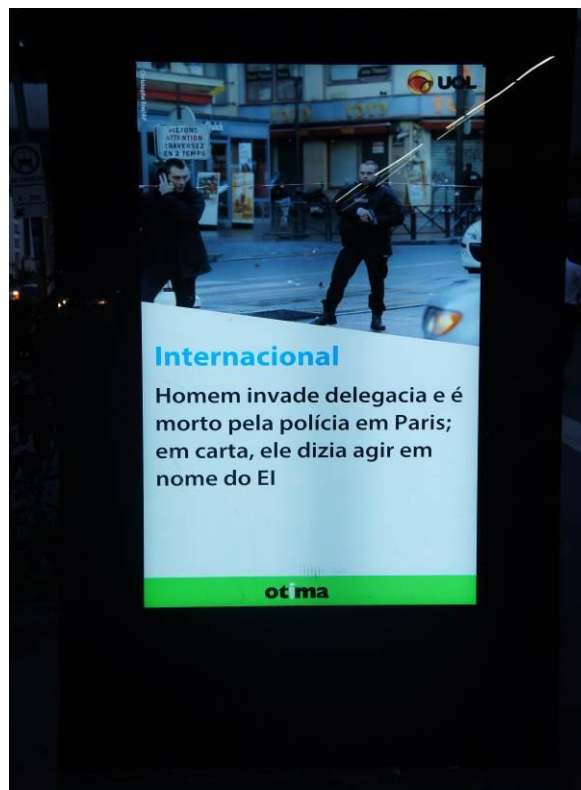 UOL
PIÉTONS
ATTENTION
TRAVERSEZ
EN 2 TEMPS
Internacional
Homem invade delegacia e é
morto pela polícia em Paris;
em carta, ele dizia agir em
nome do EI
otima